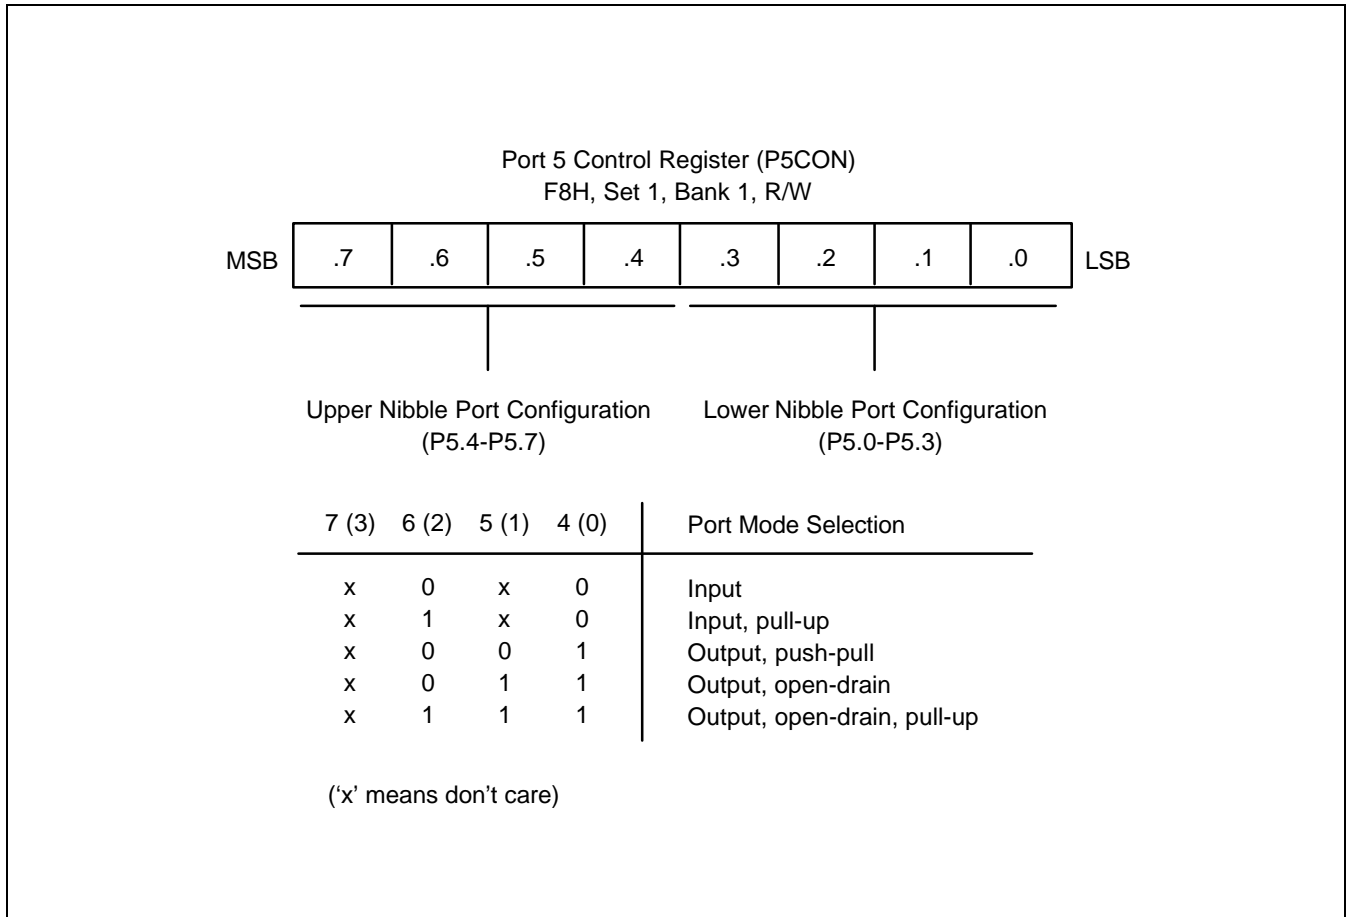 Port 5 Control Register (P5CON)
F8H, Set 1, Bank 1, R/W
MSB .7 .6 .5 .4 .3 .2 .1 .0 LSB
Upper Nibble Port Configuration Lower Nibble Port Configuration
(P5.4-P5.7) (P5.0-P5.3)
7 (3) 6 (2) 5 (1) 4 (0) Port Mode Selection
x 0 x 0 Input
x 1 x 0 Input, pull-up
x 0 0 1 Output, push-pull
x 0 1 1 Output, open-drain
x 1 1 1 Output, open-drain, pull-up
(‘x’ means don’t care)